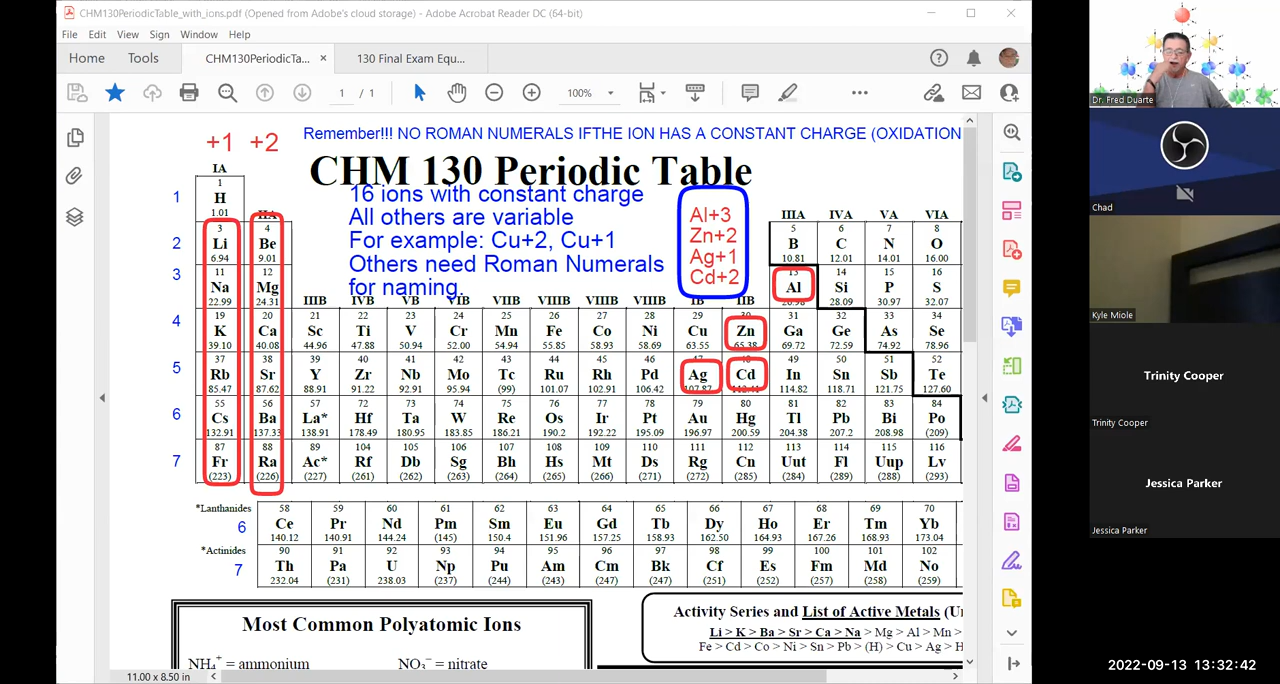 CHM130PeriodicTable_with_ions.pdf (Opened from Adobe's cloud storage) - Adobe Acrobat Reader DC (64-bit)
File Edit View Sign Window Help
Home Tools CHM130PeriodicTa... × 130 Final Exam Equ...
1 / 1 100%
+1 +2 Remember!!! NO ROMAN NUMERALS IFTHE ION HAS A CONSTANT CHARGE (OXIDATION
CHM 130 Periodic Table
16 ions with constant charge
All others are variable
For example: Cu+2, Cu+1
Others need Roman Numerals
for naming.
Al+3
Zn+2
Ag+1
Cd+2
IA
1
1 H
1.01
IIA IIIA IVA VA VIA
3 4 5 6 7 8
2 Li Be B C N O
6.94 9.01 10.81 12.01 14.01 16.00
11 12 13 14 15 16
3 Na Mg Al Si P S
22.99 24.31 IIIB IVB VB VIB VIIB VIIIB VIIIB VIIIB IB IIB 26.98 28.09 30.97 32.07
19 20 21 22 23 24 25 26 27 28 29 30 31 32 33 34
4 K Ca Sc Ti V Cr Mn Fe Co Ni Cu Zn Ga Ge As Se
39.10 40.08 44.96 47.88 50.94 52.00 54.94 55.85 58.93 58.69 63.55 65.38 69.72 72.59 74.92 78.96
37 38 39 40 41 42 43 44 45 46 47 48 49 50 51 52
5 Rb Sr Y Zr Nb Mo Tc Ru Rh Pd Ag Cd In Sn Sb Te
85.47 87.62 88.91 91.22 92.91 95.94 (99) 101.07 102.91 106.42 107.87 112.41 114.82 118.71 121.75 127.60
55 56 57 72 73 74 75 76 77 78 79 80 81 82 83 84
6 Cs Ba La* Hf Ta W Re Os Ir Pt Au Hg Tl Pb Bi Po
132.91 137.33 138.91 178.49 180.95 183.85 186.21 190.2 192.22 195.09 196.97 200.59 204.38 207.2 208.98 (209)
87 88 89 104 105 106 107 108 109 110 111 112 113 114 115 116
7 Fr Ra Ac* Rf Db Sg Bh Hs Mt Ds Rg Cn Uut Fl Uup Lv
(223) (226) (227) (261) (262) (263) (264) (265) (266) (271) (272) (285) (284) (289) (288) (293)
*Lanthanides 58 59 60 61 62 63 64 65 66 67 68 69 70
6 Ce Pr Nd Pm Sm Eu Gd Tb Dy Ho Er Tm Yb
140.12 140.91 144.24 (145) 150.4 151.96 157.25 158.93 162.50 164.93 167.26 168.93 173.04
*Actinides 90 91 92 93 94 95 96 97 98 99 100 101 102
7 Th Pa U Np Pu Am Cm Bk Cf Es Fm Md No
232.04 (231) 238.03 (237) (244) (243) (247) (247) (251) (252) (257) (258) (259)
Most Common Polyatomic Ions
NH₄⁺ = ammonium NO₃⁻ = nitrate
Activity Series and List of Active Metals (U
Li > K > Ba > Sr > Ca > Na > Mg > Al > Mn >
Fe > Cd > Co > Ni > Sn > Pb > (H) > Cu > Ag > H
11.00 x 8.50 in
Dr. Fred Duarte
Chad
Kyle Miole
Trinity Cooper
Trinity Cooper
Jessica Parker
Jessica Parker
2022-09-13 13:32:42